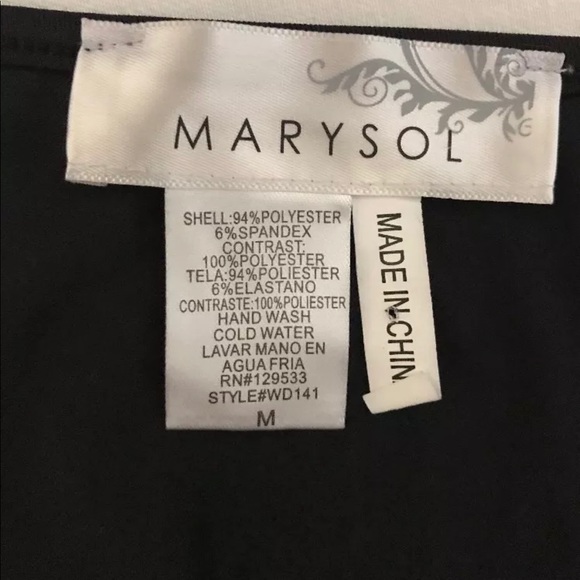 MARYSOL
SHELL:94%POLYESTER
6%SPANDEX
CONTRAST:
100%POLYESTER
TELA:94%POLIESTER
6%ELASTANO
CONTRASTE:100%POLIESTER
HAND WASH
COLD WATER
LAVAR MANO EN
AGUA FRIA
RN#129533
STYLE#WD141
M
MADE IN CHIN